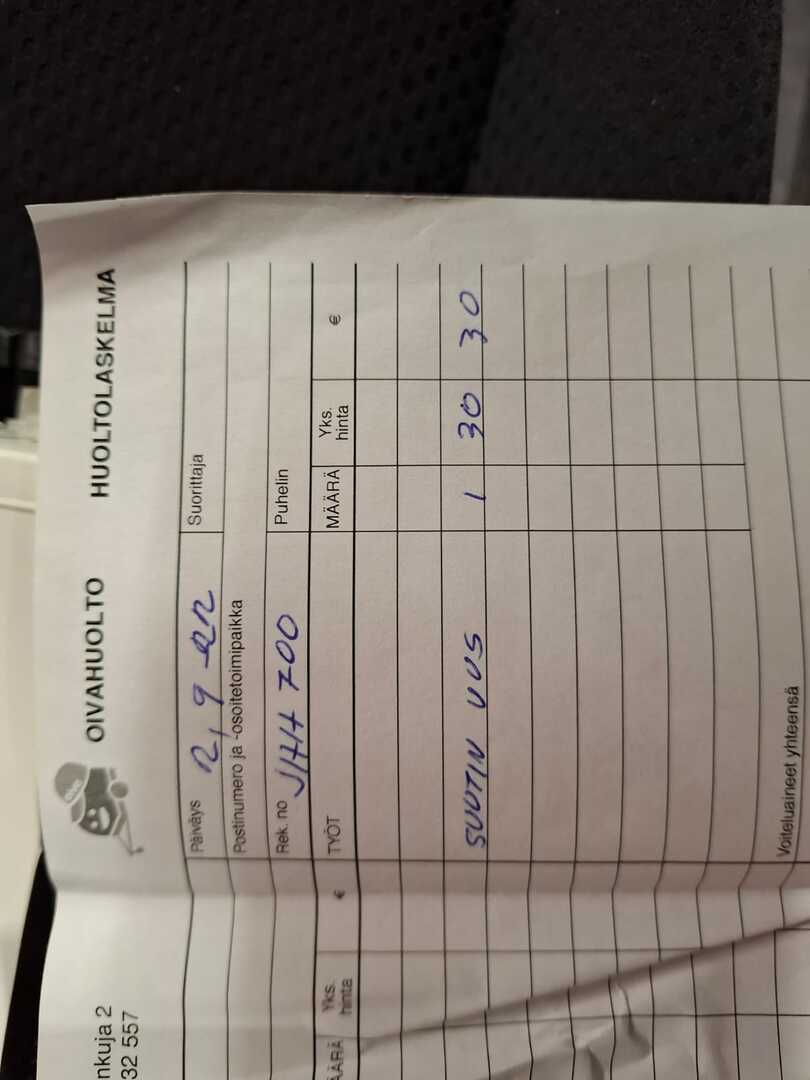 nkuja 2
32 557
OIVAHUOLTO HUOLTOLASKELMA
Päiväys 2,9-22 Suorittaja
Postinumero ja -osoitetoimipaikka
Rek. no JHH 700 Puhelin
ÄÄRÄ Yks. hinta € TYÖT MÄÄRÄ Yks. hinta €
SUUTIN UUS 1 30 30
Voiteluaineet yhteensä